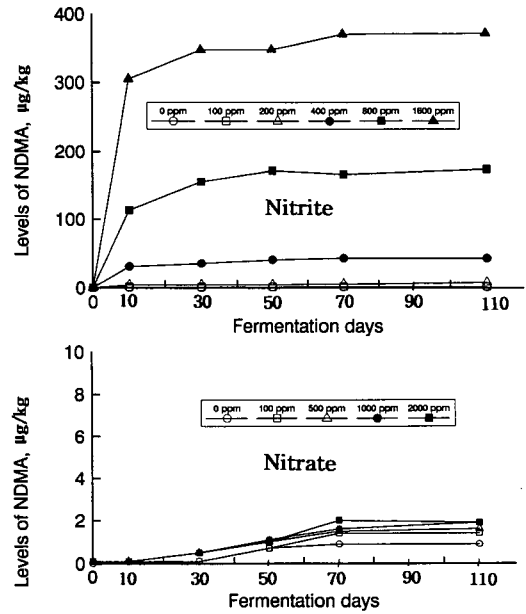 400
300
200
100
0
Levels of NDMA, µg/kg
0 ppm 100 ppm 200 ppm 400 ppm 800 ppm 1600 ppm
Nitrite
0 10 30 50 70 90 110
Fermentation days
10
8
6
4
2
0
Levels of NDMA, µg/kg
0 ppm 100 ppm 500 ppm 1000 ppm 2000 ppm
Nitrate
0 10 30 50 70 90 110
Fermentation days